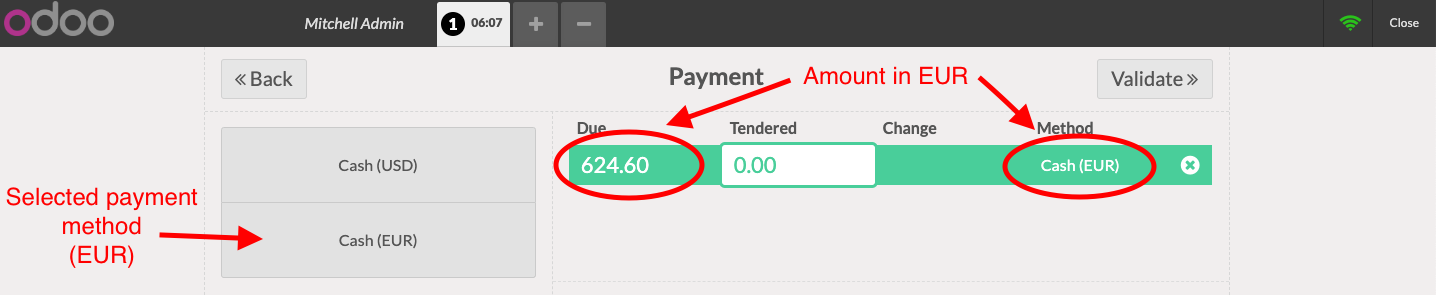 odoo
Mitchell Admin
1 06:07
+
−
Close
« Back
Payment
Amount in EUR
Validate »
Due
Tendered
Change
Method
624.60
0.00
Cash (EUR)
Cash (USD)
Cash (EUR)
Selected payment
method
(EUR)